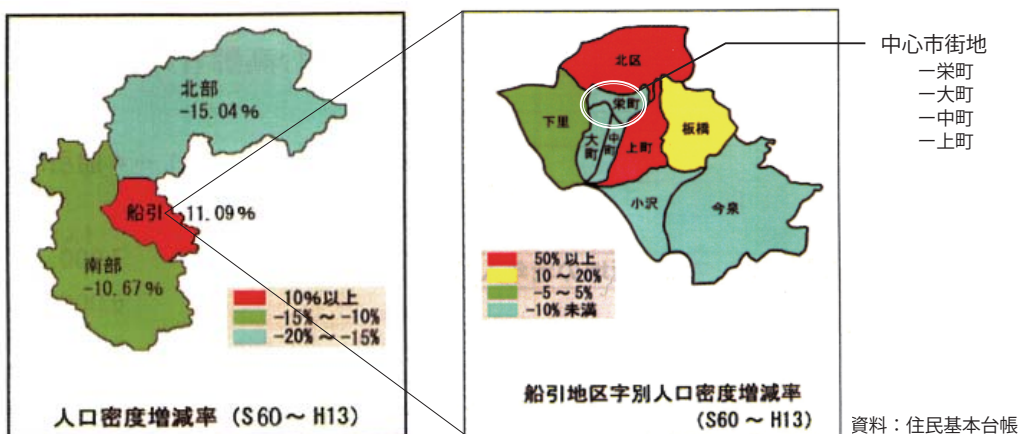 北部
-15.04%
船引
11.09%
南部
-10.67%
10%以上
-15%～-10%
-20%～-15%
人口密度増減率（S60～H13）
北区
栄町
下里
大町
中町
上町
板橋
小沢
今泉
50%以上
10～20%
-5～5%
-10%未満
船引地区字別人口密度増減率
（S60～H13）
中心市街地
ー栄町
ー大町
ー中町
ー上町
資料：住民基本台帳